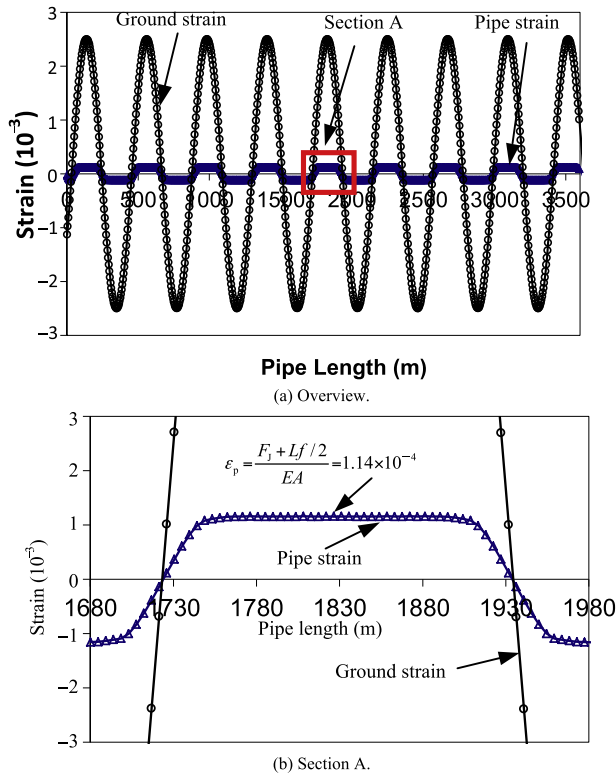 3
Ground strain
Section A
Pipe strain
2
1
0
−1
−2
−3
Strain (10⁻³)
0 500 1000 1500 2000 2500 3000 3500
Pipe Length (m)
(a) Overview.
3
2
1
0
−1
−2
−3
Strain (10⁻³)
εₚ = (F_J + Lf/2)/EA = 1.14×10⁻⁴
Pipe strain
1680 1730 1780 1830 1880 1930 1980
Pipe length (m)
Ground strain
(b) Section A.